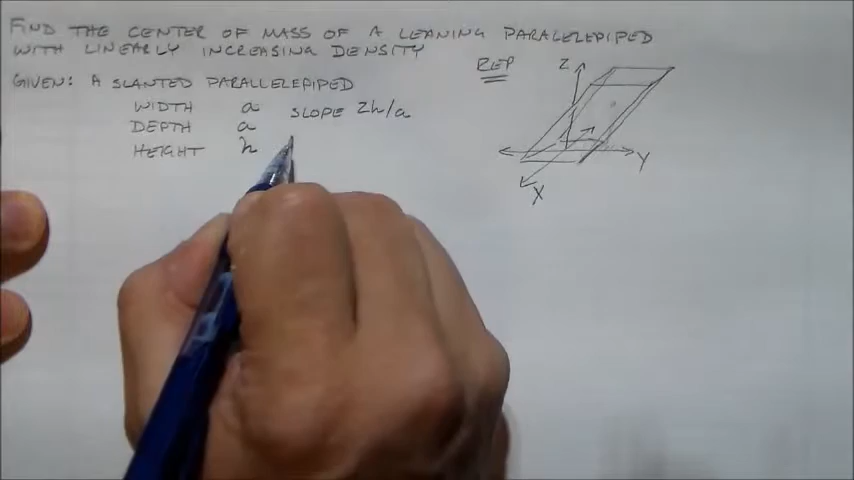 FIND THE CENTER OF MASS OF A LEANING PARALELEPIPED
WITH LINEARLY INCREASING DENSITY
GIVEN: A SLANTED PARALLELEPIPED
WIDTH a SLOPE 2h/a
DEPTH a
HEIGHT h
REP
Z
Y
X